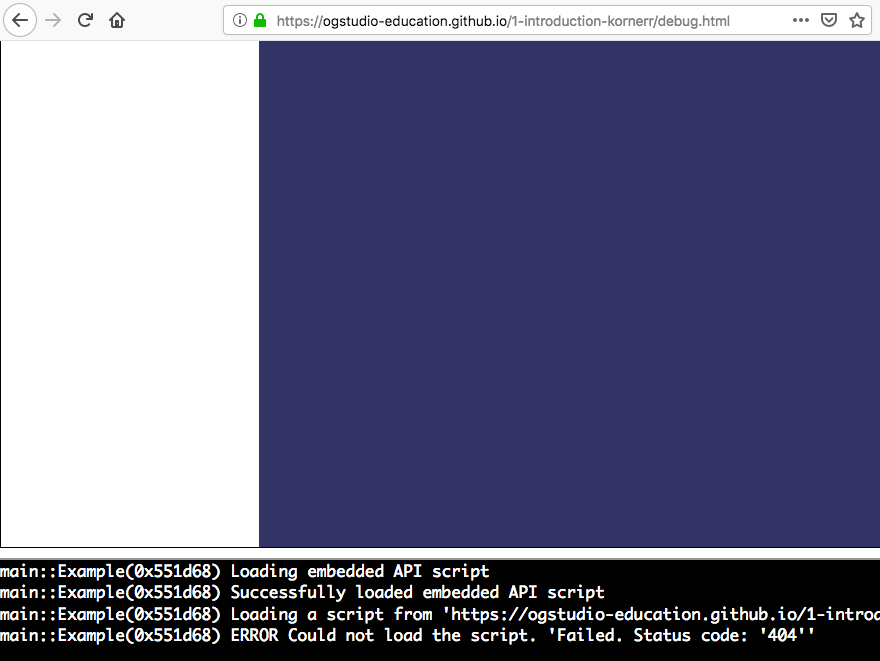 https://ogstudio-education.github.io/1-introduction-kornerr/debug.html
main::Example(0x551d68) Loading embedded API script
main::Example(0x551d68) Successfully loaded embedded API script
main::Example(0x551d68) Loading a script from 'https://ogstudio-education.github.io/1-introd
main::Example(0x551d68) ERROR Could not load the script. 'Failed. Status code: '404''